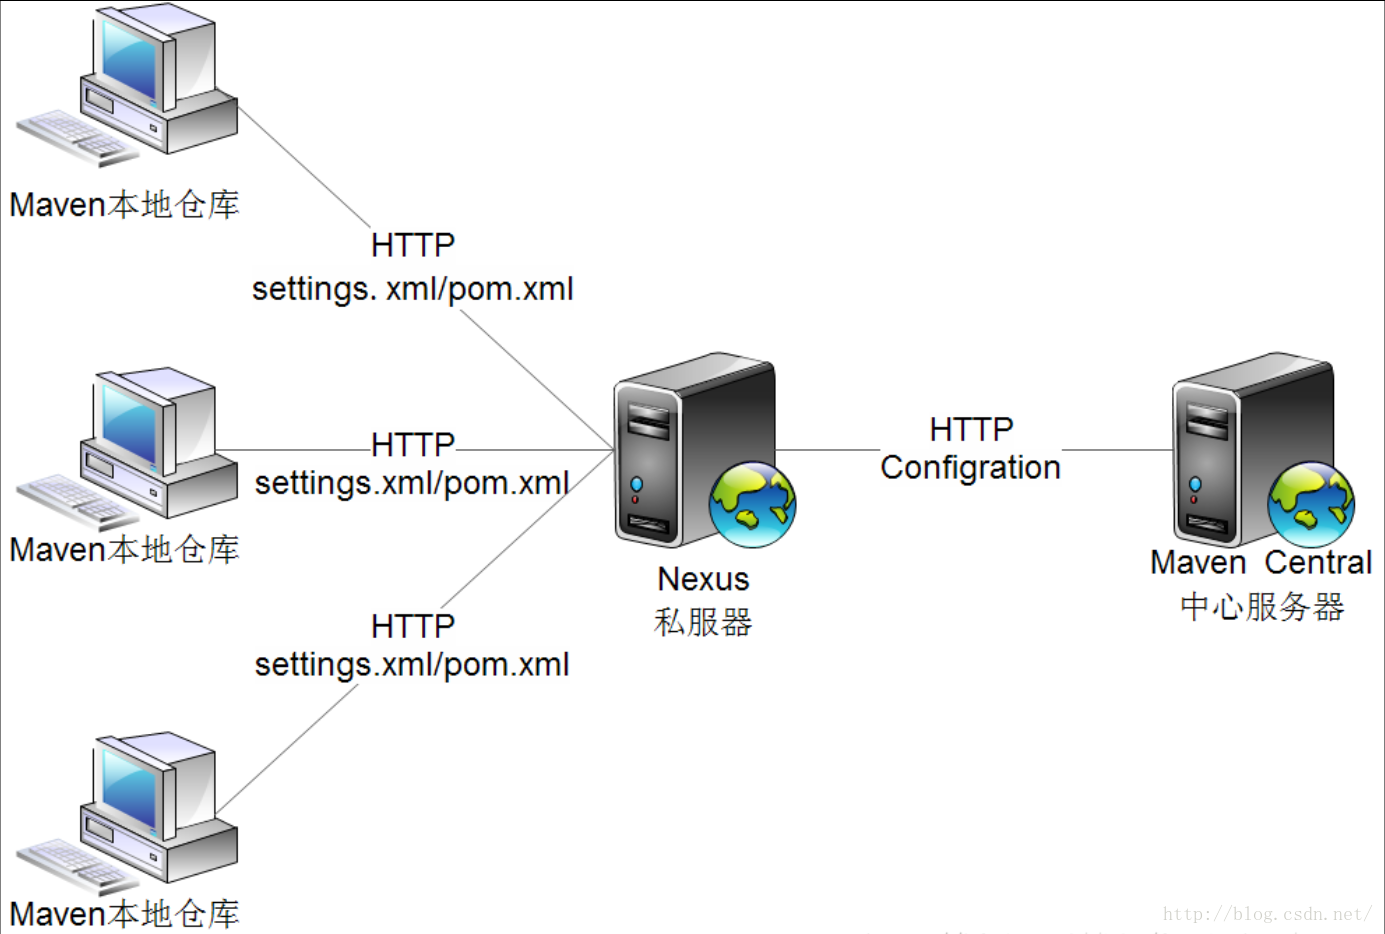 Maven本地仓库
HTTP
settings. xml/pom.xml
HTTP
settings.xml/pom.xml
Maven本地仓库
HTTP
Configration
Nexus
私服器
Maven Central
中心服务器
HTTP
settings.xml/pom.xml
Maven本地仓库
http://blog.csdn.net/